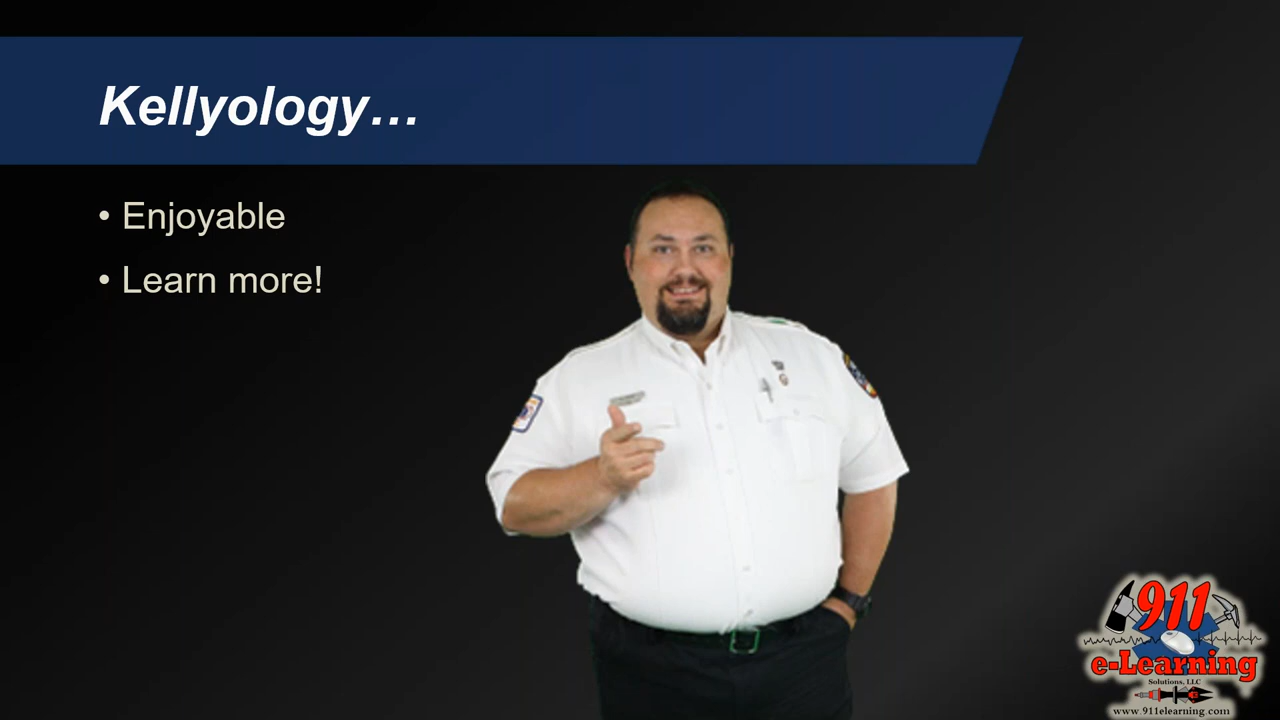 Kellyology…
• Enjoyable
• Learn more!
911
e-Learning
Solutions, LLC
www.911elearning.com